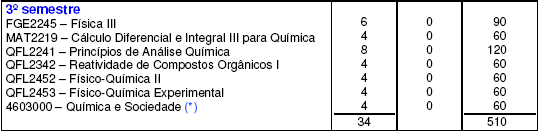 3º semestre
FGE2245 – Física III 6 0 90
MAT2219 – Cálculo Diferencial e Integral III para Química 4 0 60
QFL2241 – Princípios de Análise Química 8 0 120
QFL2342 – Reatividade de Compostos Orgânicos I 4 0 60
QFL2452 – Físico-Química II 4 0 60
QFL2453 – Físico-Química Experimental 4 0 60
4603000 – Química e Sociedade (*) 4 0 60
34 510